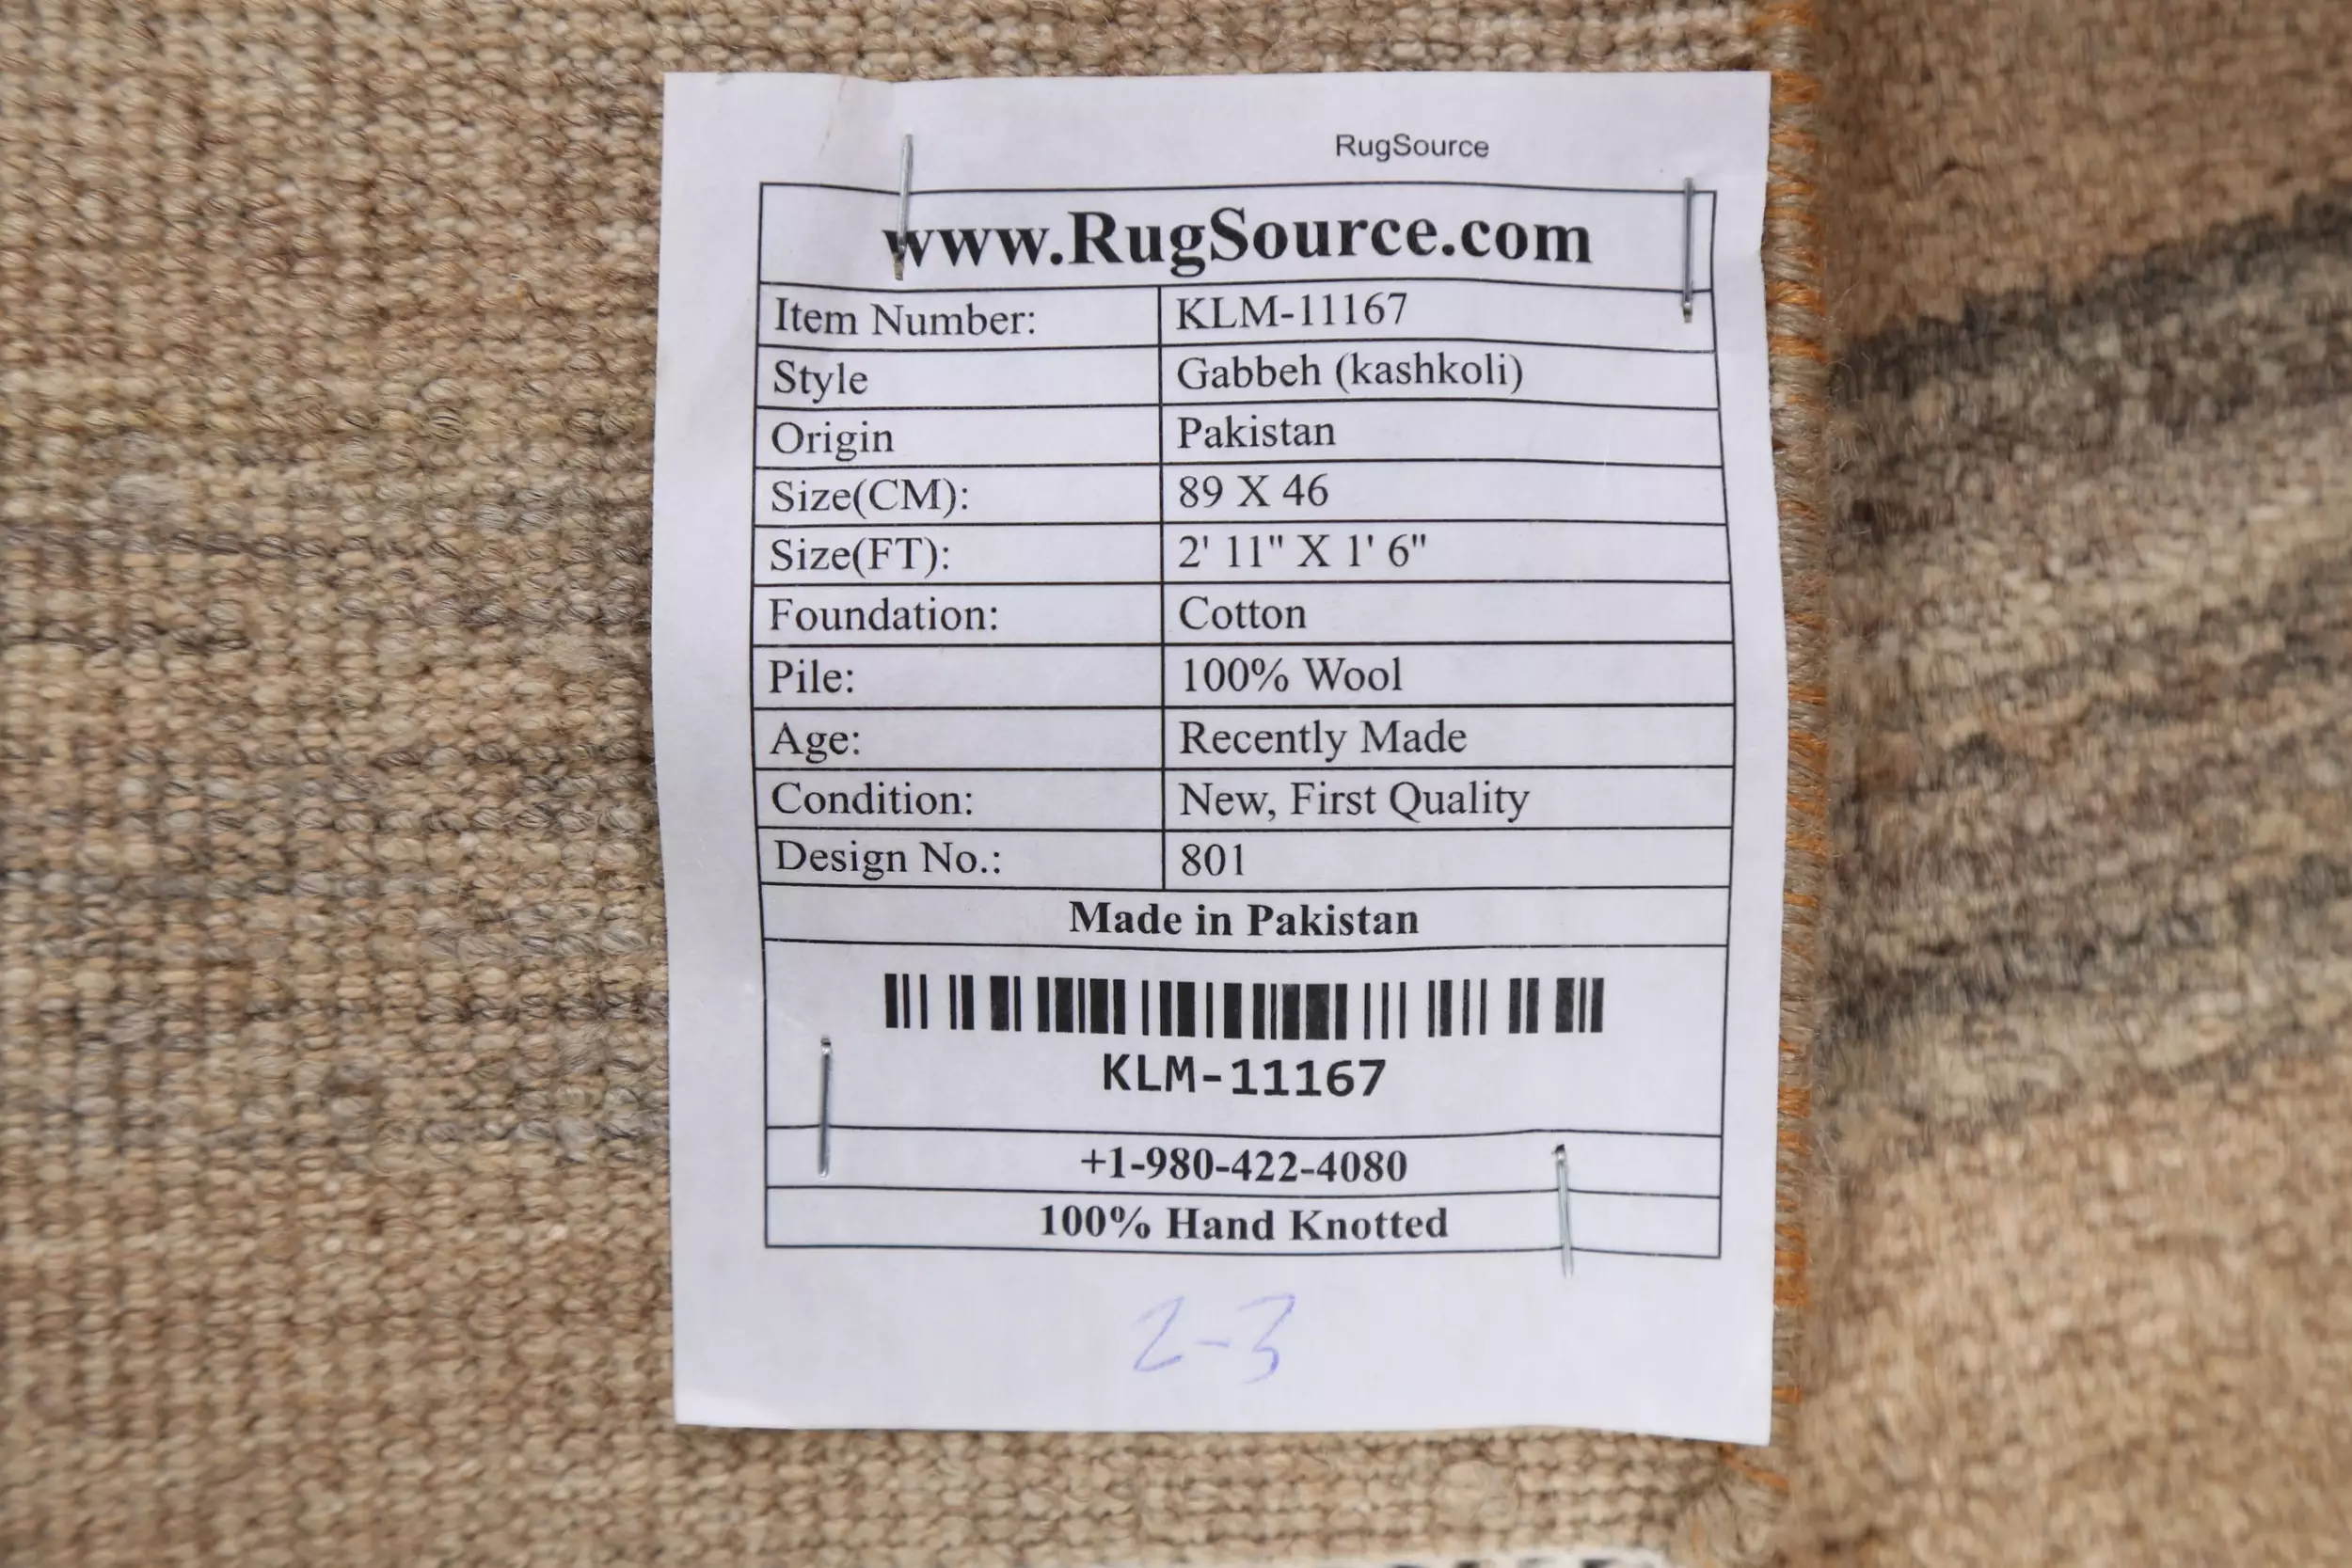 RugSource
www.RugSource.com
Item Number: KLM-11167
Style Gabbeh (kashkoli)
Origin Pakistan
Size(CM): 89 X 46
Size(FT): 2' 11" X 1' 6"
Foundation: Cotton
Pile: 100% Wool
Age: Recently Made
Condition: New, First Quality
Design No.: 801
Made in Pakistan
KLM-11167
+1-980-422-4080
100% Hand Knotted
2-3